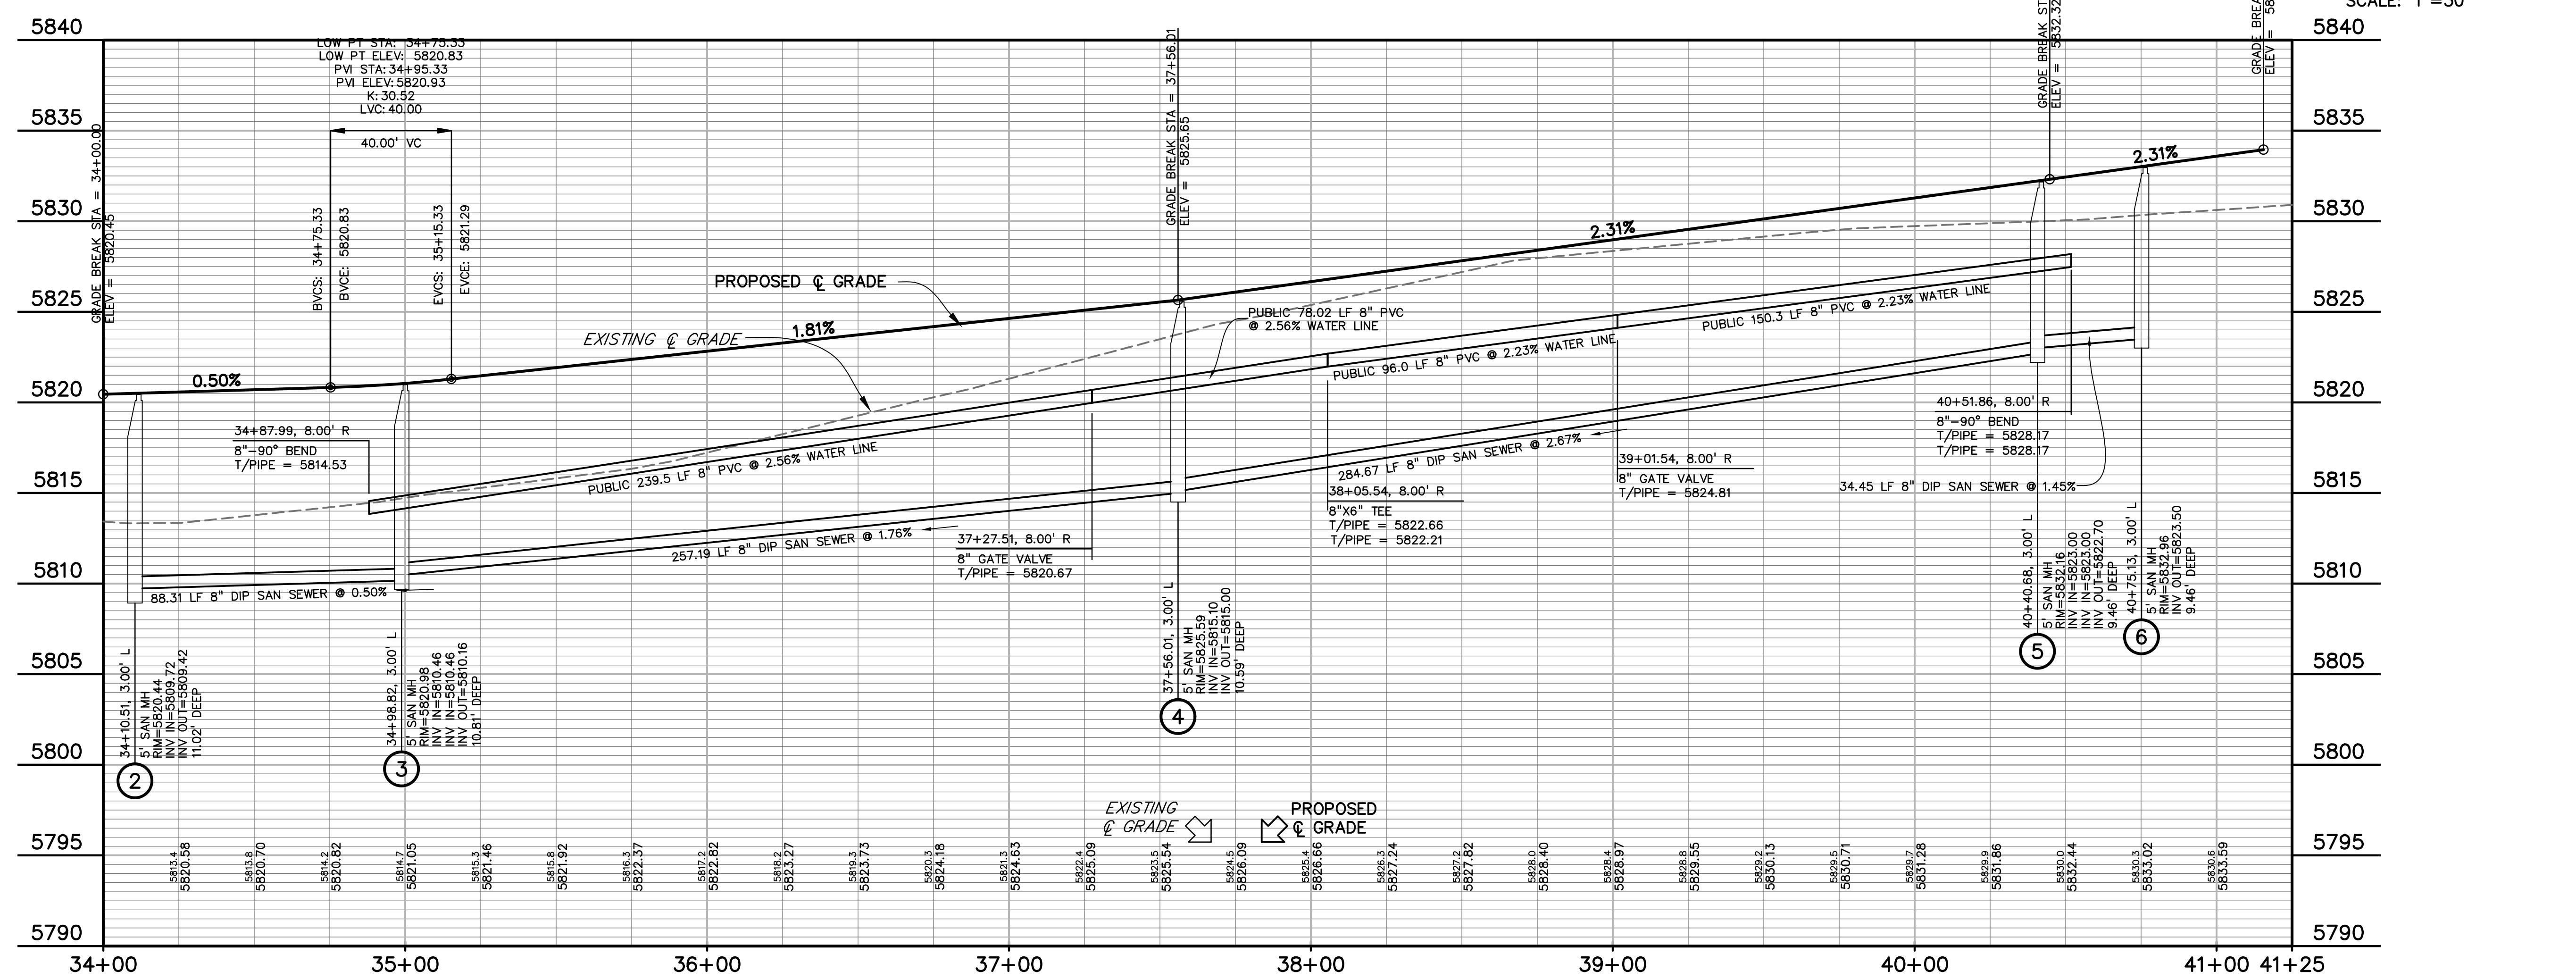 SCALE: 1"=50'
5840
5835
5830
5825
5820
5815
5810
5805
5800
5795
5790
LOW PT STA: 34+75.33
LOW PT ELEV: 5820.83
PVI STA: 34+95.33
PVI ELEV: 5820.93
K: 30.52
LVC: 40.00
40.00' VC
GRADE BREAK STA = 34+00.00
ELEV = 5820.45
BVCS: 34+75.33
BVCE: 5820.83
EVCS: 35+15.33
EVCE: 5821.29
GRADE BREAK STA = 37+56.01
ELEV = 5825.65
GRADE BREAK ST
ELEV = 5832.32
GRADE BREA
ELEV = 58
5840
5835
5830
5825
5820
5815
5810
5805
5800
5795
5790
0.50%
1.81%
2.31%
2.31%
PROPOSED ℄ GRADE
EXISTING ℄ GRADE
PUBLIC 78.02 LF 8" PVC
@ 2.56% WATER LINE
PUBLIC 150.3 LF 8" PVC @ 2.23% WATER LINE
PUBLIC 96.0 LF 8" PVC @ 2.23% WATER LINE
PUBLIC 239.5 LF 8" PVC @ 2.56% WATER LINE
34+87.99, 8.00' R
8"-90° BEND
T/PIPE = 5814.53
88.31 LF 8" DIP SAN SEWER @ 0.50%
257.19 LF 8" DIP SAN SEWER @ 1.76%
284.67 LF 8" DIP SAN SEWER @ 2.67%
34.45 LF 8" DIP SAN SEWER @ 1.45%
37+27.51, 8.00' R
8" GATE VALVE
T/PIPE = 5820.67
38+05.54, 8.00' R
8"X6" TEE
T/PIPE = 5822.66
T/PIPE = 5822.21
39+01.54, 8.00' R
8" GATE VALVE
T/PIPE = 5824.81
40+51.86, 8.00' R
8"-90° BEND
T/PIPE = 5828.17
T/PIPE = 5828.17
34+10.51, 3.00' L
5' SAN MH
RIM=5820.44
INV IN=5809.72
INV OUT=5809.42
11.02' DEEP
2
34+98.82, 3.00' L
5' SAN MH
RIM=5820.98
INV IN=5810.46
INV IN=5810.46
INV OUT=5810.16
10.81' DEEP
3
37+56.01, 3.00' L
5' SAN MH
RIM=5825.59
INV IN=5815.10
INV OUT=5815.00
10.59' DEEP
4
40+40.68, 3.00' L
5' SAN MH
RIM=5832.16
INV IN=5823.00
INV IN=5823.00
INV OUT=5822.70
9.46' DEEP
5
40+75.13, 3.00' L
5' SAN MH
RIM=5832.96
INV OUT=5823.50
9.46' DEEP
6
EXISTING
℄ GRADE
PROPOSED
℄ GRADE
5813.4
5820.58
5813.8
5820.70
5814.2
5820.82
5814.7
5821.05
5815.3
5821.46
5815.8
5821.92
5816.3
5822.37
5817.2
5822.82
5818.2
5823.27
5819.3
5823.73
5820.3
5824.18
5821.3
5824.63
5822.4
5825.09
5823.5
5825.54
5824.5
5826.09
5825.4
5826.66
5826.3
5827.24
5827.2
5827.82
5828.0
5828.40
5828.4
5828.97
5828.8
5829.55
5829.2
5830.13
5829.5
5830.71
5829.7
5831.28
5829.9
5831.86
5830.0
5832.44
5830.3
5833.02
5830.6
5833.59
34+00
35+00
36+00
37+00
38+00
39+00
40+00
41+00
41+25